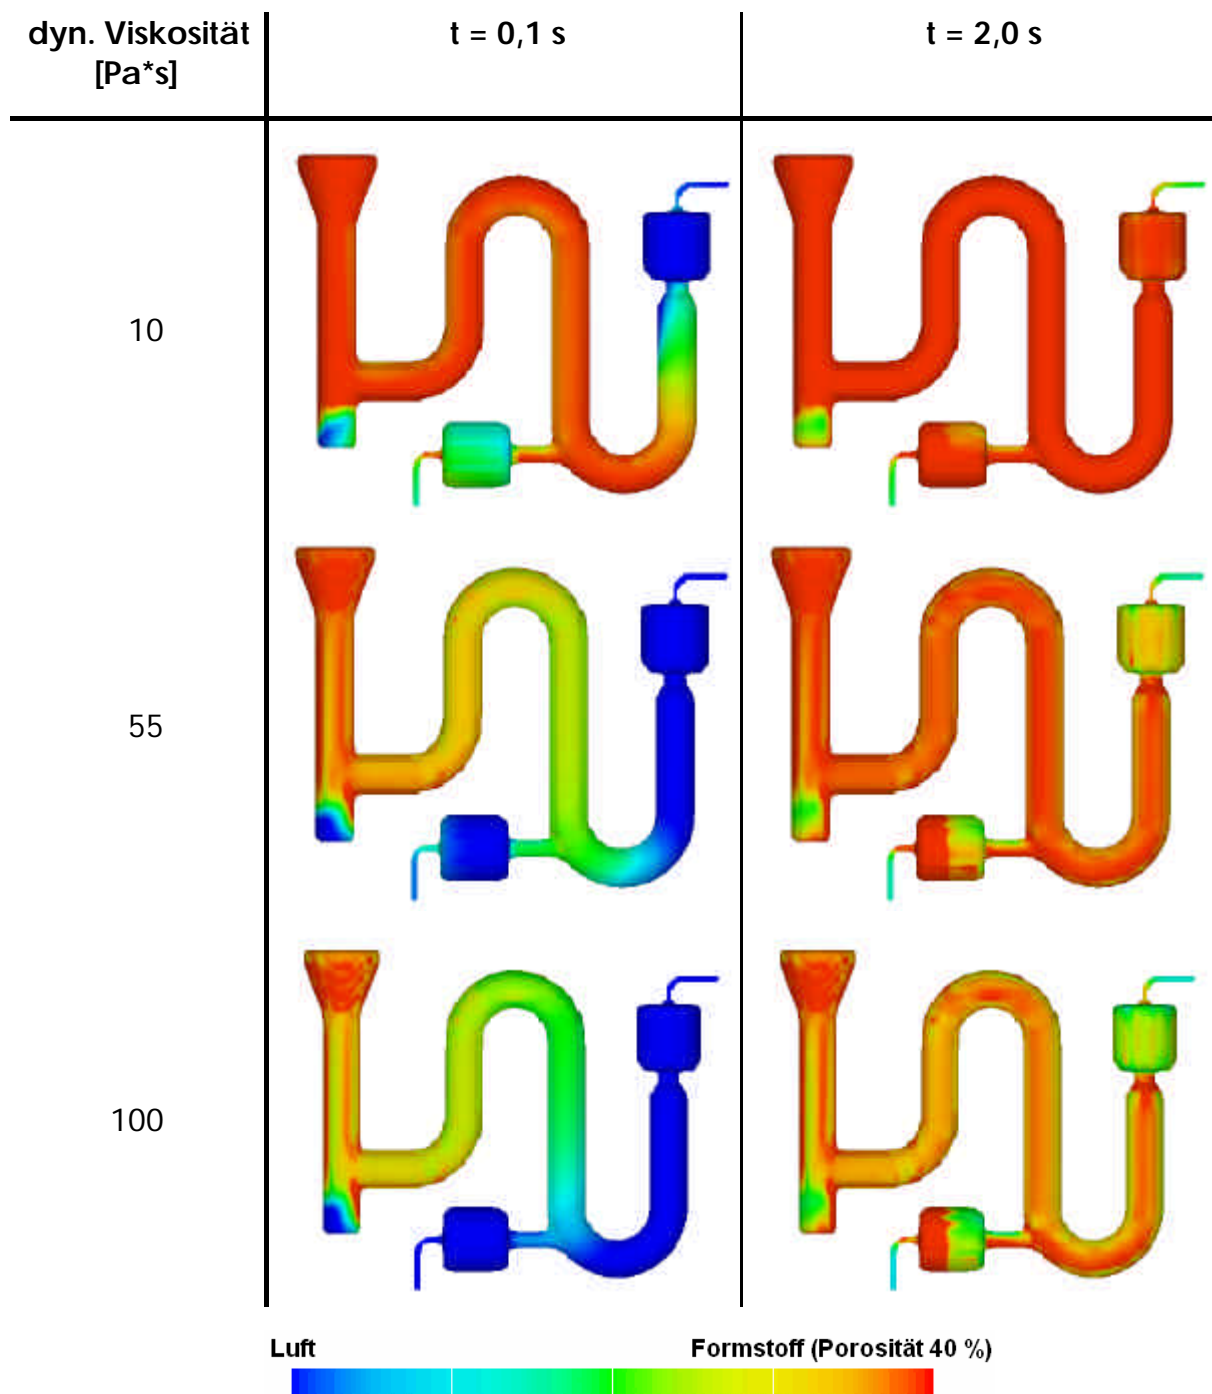 dyn. Viskosität
[Pa*s]
t = 0,1 s
t = 2,0 s
10
55
100
Luft
Formstoff (Porosität 40 %)